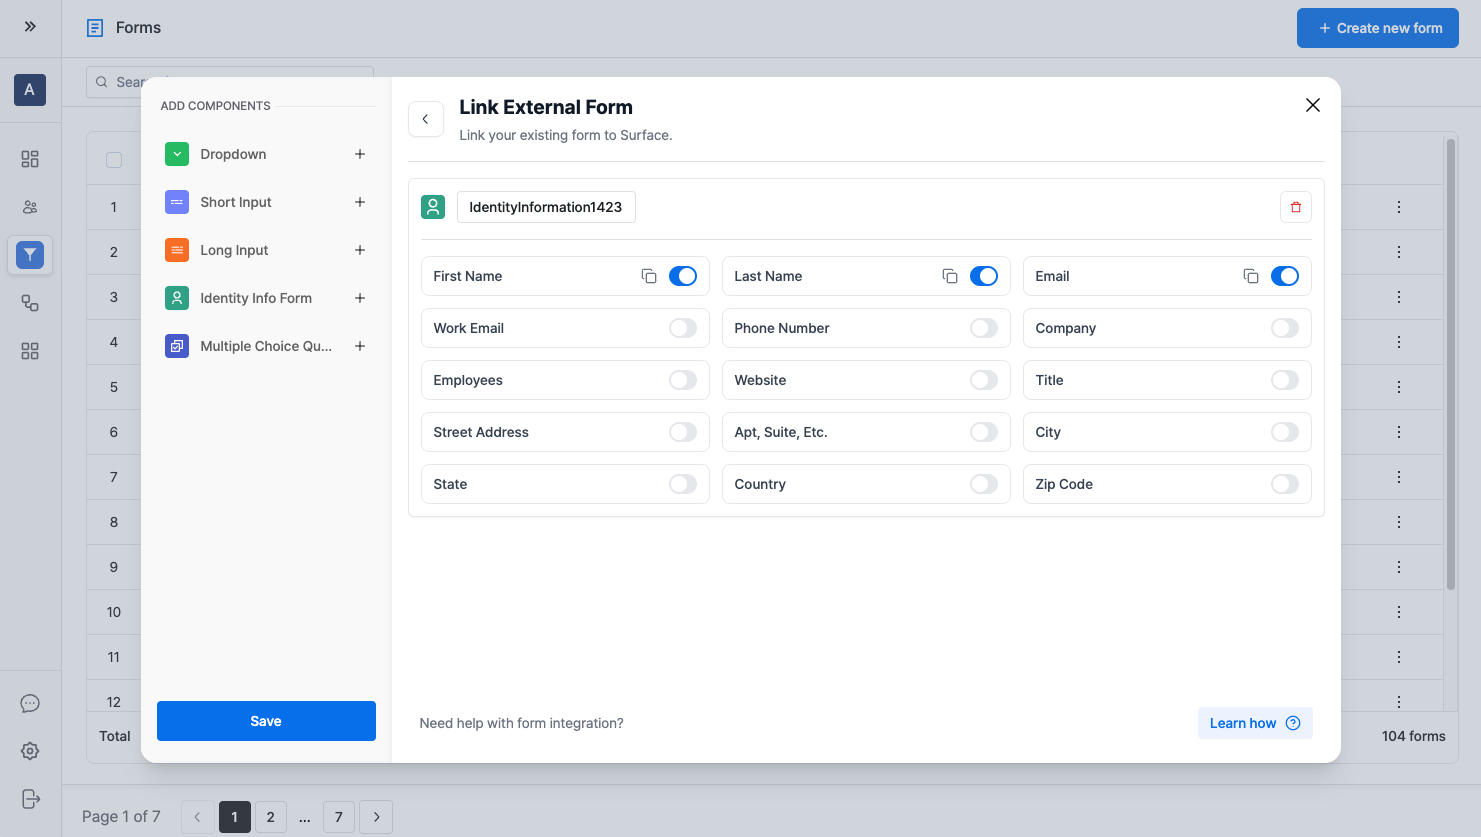 Forms
+ Create new form
A
Link External Form
Link your existing form to Surface.
ADD COMPONENTS
Dropdown
Short Input
Long Input
Identity Info Form
Multiple Choice Qu...
Save
IdentityInformation1423
First Name
Last Name
Email
Work Email
Phone Number
Company
Employees
Website
Title
Street Address
Apt, Suite, Etc.
City
State
Country
Zip Code
Need help with form integration?
Learn how
1
2
3
4
5
6
7
8
9
10
11
12
Total
104 forms
Page 1 of 7
1
2
...
7